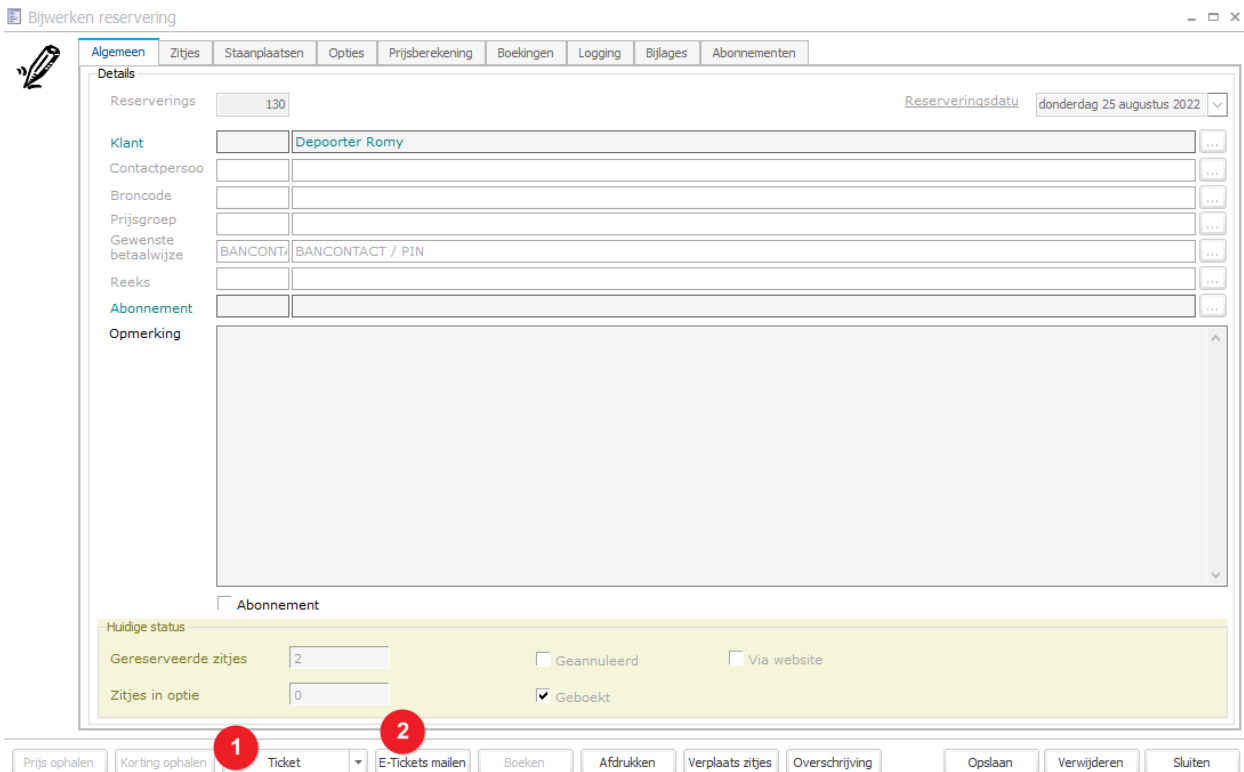 Bijwerken reservering
Algemeen Zitjes Staanplaatsen Opties Prijsberekening Boekingen Logging Bijlages Abonnementen
Details
Reserverings 130 Reserveringsdatu donderdag 25 augustus 2022
Klant Depoorter Romy ...
Contactpersoo ...
Broncode ...
Prijsgroep ...
Gewenste
betaalwijze BANCONTA BANCONTACT / PIN ...
Reeks ...
Abonnement ...
Opmerking
Abonnement
Huidige status
Gereserveerde zitjes 2 Geannuleerd Via website
Zitjes in optie 0 Geboekt
1 2
Prijs ophalen Korting ophalen Ticket E-Tickets mailen Boeken Afdrukken Verplaats zitjes Overschrijving Opslaan Verwijderen Sluiten